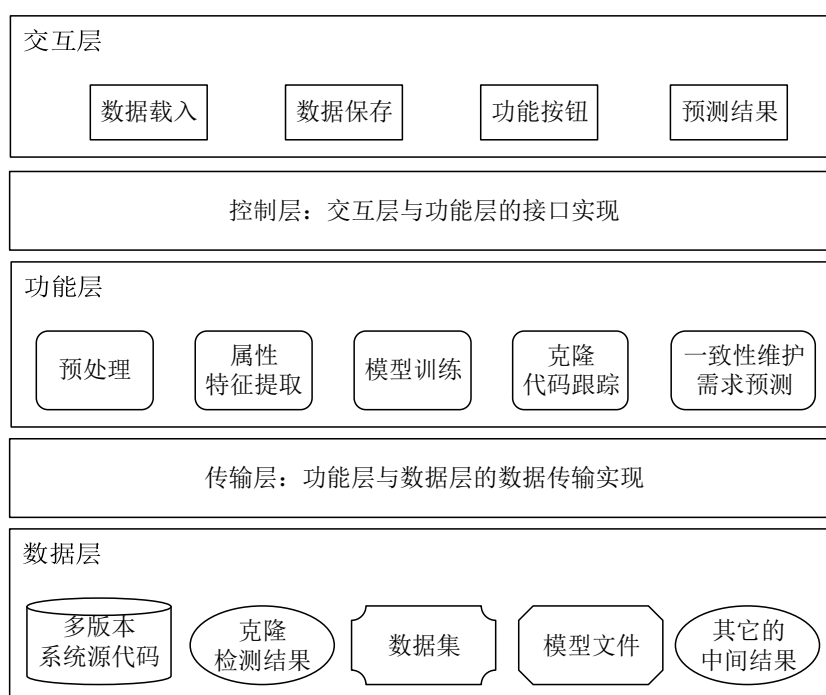 交互层
数据载入
数据保存
功能按钮
预测结果
控制层：交互层与功能层的接口实现
功能层
预处理
属性
特征提取
模型训练
克隆
代码跟踪
一致性维护
需求预测
传输层：功能层与数据层的数据传输实现
数据层
多版本
系统源代码
克隆
检测结果
数据集
模型文件
其它的
中间结果